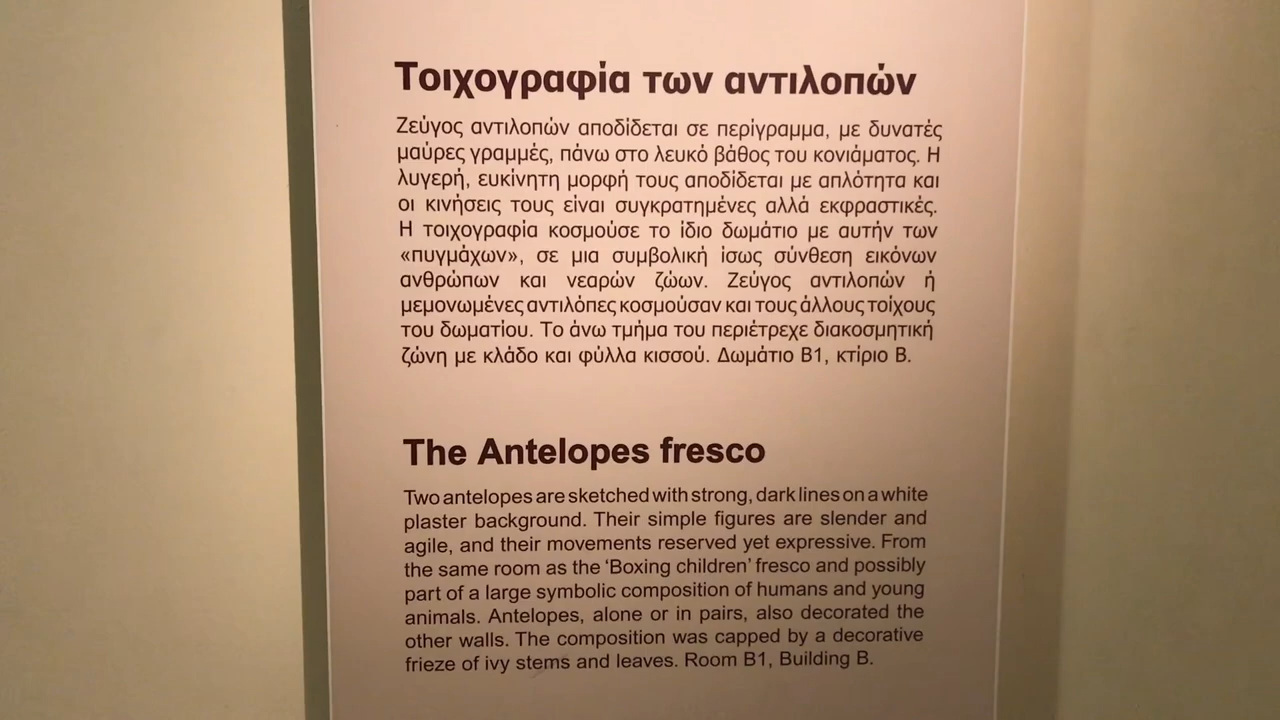 Τοιχογραφία των αντιλοπών
Ζεύγος αντιλοπών αποδίδεται σε περίγραμμα, με δυνατές
μαύρες γραμμές, πάνω στο λευκό βάθος του κονιάματος. Η
λυγερή, ευκίνητη μορφή τους αποδίδεται με απλότητα και
οι κινήσεις τους είναι συγκρατημένες αλλά εκφραστικές.
Η τοιχογραφία κοσμούσε το ίδιο δωμάτιο με αυτήν των
«πυγμάχων», σε μια συμβολική ίσως σύνθεση εικόνων
ανθρώπων και νεαρών ζώων. Ζεύγος αντιλοπών ή
μεμονωμένες αντιλόπες κοσμούσαν και τους άλλους τοίχους
του δωματίου. Το άνω τμήμα του περιέτρεχε διακοσμητική
ζώνη με κλάδο και φύλλα κισσού. Δωμάτιο Β1, κτίριο Β.
The Antelopes fresco
Two antelopes are sketched with strong, dark lines on a white
plaster background. Their simple figures are slender and
agile, and their movements reserved yet expressive. From
the same room as the ‘Boxing children’ fresco and possibly
part of a large symbolic composition of humans and young
animals. Antelopes, alone or in pairs, also decorated the
other walls. The composition was capped by a decorative
frieze of ivy stems and leaves. Room B1, Building B.